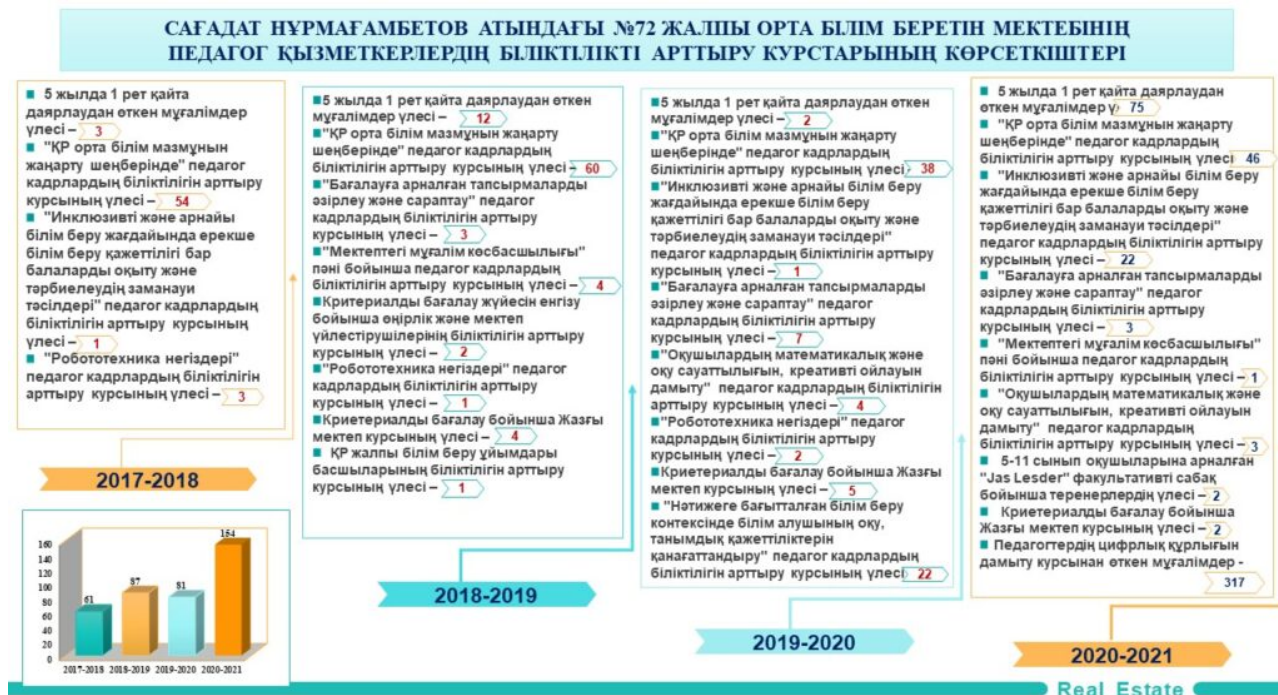 САҒАДАТ НҰРМАҒАМБЕТОВ АТЫНДАҒЫ №72 ЖАЛПЫ ОРТА БІЛІМ БЕРЕТІН МЕКТЕБІНІҢ
ПЕДАГОГ ҚЫЗМЕТКЕРЛЕРДІҢ БІЛІКТІЛІКТІ АРТТЫРУ КУРСТАРЫНЫҢ КӨРСЕТКІШТЕРІ
5 жылда 1 рет қайта
даярлаудан өткен мұғалімдер
үлесі – 3
"ҚР орта білім мазмұнын
жаңарту шеңберінде" педагог
кадрлардың біліктілігін арттыру
курсының үлесі – 54
"Инклюзивті және арнайы
білім беру жағдайында ерекше
білім беру қажеттілігі бар
балаларды оқыту және
тәрбиелеудің заманауи
тәсілдері" педагог кадрлардың
біліктілігін арттыру курсының
үлесі – 1
"Робототехника негіздері"
педагог кадрлардың біліктілігін
арттыру курсының үлесі – 3
2017-2018
160
140
120
100
80
60
40
20
0
61
87
81
154
2017-2018 2018-2019 2019-2020 2020-2021
5 жылда 1 рет қайта даярлаудан өткен
мұғалімдер үлесі – 12
"ҚР орта білім мазмұнын жаңарту
шеңберінде" педагог кадрлардың
біліктілігін арттыру курсының үлесі – 60
"Бағалауға арналған тапсырмаларды
әзірлеу және сараптау" педагог
кадрлардың біліктілігін арттыру
курсының үлесі – 3
"Мектептегі мұғалім көсбасшылығы"
пәні бойынша педагог кадрлардың
біліктілігін арттыру курсының үлесі – 4
Критериалды бағалау жүйесін енгізу
бойынша өңірлік және мектеп
үйлестірушілерінің біліктілігін арттыру
курсының үлесі – 2
"Робототехника негіздері" педагог
кадрлардың біліктілігін арттыру
курсының үлесі – 1
Криетериалды бағалау бойынша Жазғы
мектеп курсының үлесі – 4
ҚР жалпы білім беру ұйымдары
басшыларының біліктілігін арттыру
курсының үлесі – 1
2018-2019
5 жылда 1 рет қайта даярлаудан өткен
мұғалімдер үлесі – 2
"ҚР орта білім мазмұнын жаңарту
шеңберінде" педагог кадрлардың
біліктілігін арттыру курсының үлесі 38
"Инклюзивті және арнайы білім беру
жағдайында ерекше білім беру
қажеттілігі бар балаларды оқыту және
тәрбиелеудің заманауи тәсілдері"
педагог кадрлардың біліктілігін арттыру
курсының үлесі – 1
"Бағалауға арналған тапсырмаларды
әзірлеу және сараптау" педагог
кадрлардың біліктілігін арттыру
курсының үлесі – 7
"Оқушылардың математикалық және
оқу сауаттылығын, креативті ойлауын
дамыту" педагог кадрлардың біліктілігін
арттыру курсының үлесі – 4
"Робототехника негіздері" педагог
кадрлардың біліктілігін арттыру
курсының үлесі – 2
Криетериалды бағалау бойынша Жазғы
мектеп курсының үлесі – 5
"Нәтижеге бағытталған білім беру
контексінде білім алушының оқу,
танымдық қажеттіліктерін
қанағаттандыру" педагог кадрлардың
біліктілігін арттыру курсының үлесі 22
2019-2020
5 жылда 1 рет қайта даярлаудан
өткен мұғалімдер 75
"ҚР орта білім мазмұнын жаңарту
шеңберінде" педагог кадрлардың
біліктілігін арттыру курсының үлесі 46
"Инклюзивті және арнайы білім беру
жағдайында ерекше білім беру
қажеттілігі бар балаларды оқыту және
тәрбиелеудің заманауи тәсілдері"
педагог кадрлардың біліктілігін арттыру
курсының үлесі – 22
"Бағалауға арналған тапсырмаларды
әзірлеу және сараптау" педагог
кадрлардың біліктілігін арттыру
курсының үлесі – 3
"Мектептегі мұғалім көсбасшылығы"
пәні бойынша педагог кадрлардың
біліктілігін арттыру курсының үлесі – 1
"Оқушылардың математикалық және
оқу сауаттылығын, креативті ойлауын
дамыту" педагог кадрлардың
біліктілігін арттыру курсының үлесі – 3
5-11 сынып оқушыларына арналған
"Jas Lesder" факультативті сабақ
бойынша теренерлердің үлесі – 2
Криетериалды бағалау бойынша
Жазғы мектеп курсының үлесі – 2
Педагогтердің цифрлық құрлығын
дамыту курсынан өткен мұғалімдер -
317
2020-2021
Real Estate